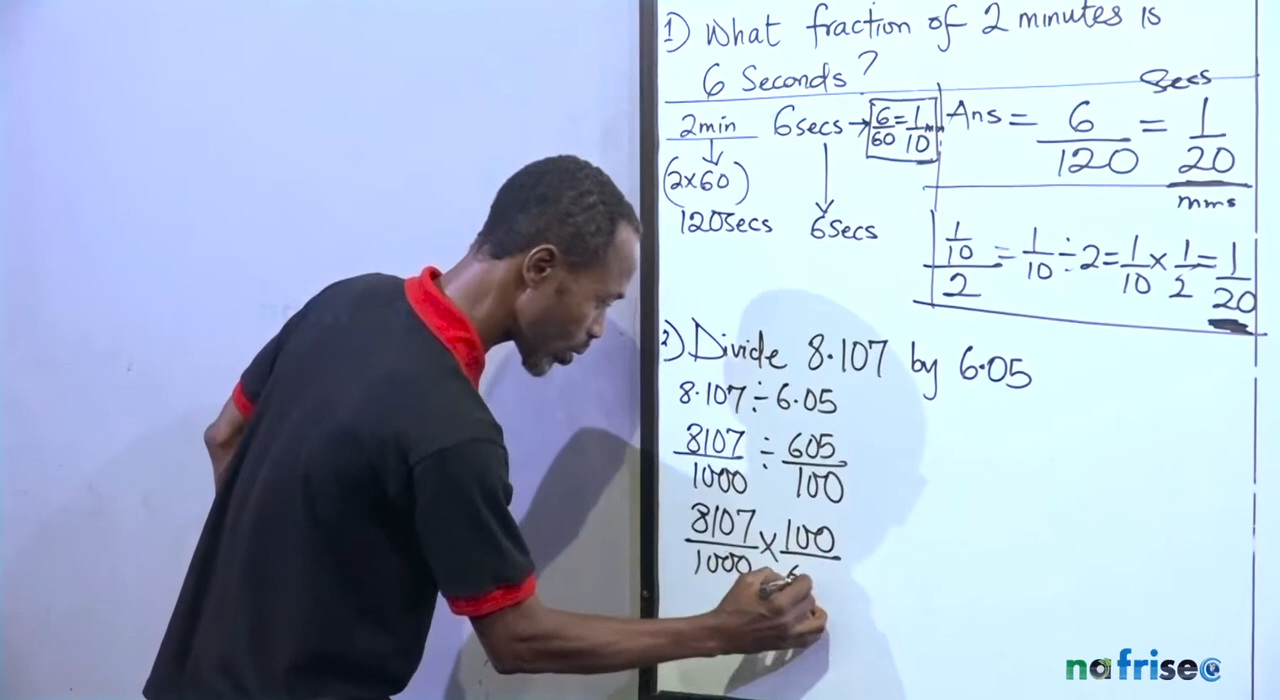 1) What fraction of 2 minutes is
6 Seconds?
2min 6secs → 6/60 = 1/10
(2×60)
120secs 6secs
Secs
Ans = 6/120 = 1/20
mins
1/10 / 2 = 1/10 ÷ 2 = 1/10 × 1/2 = 1/20
2) Divide 8.107 by 6.05
8.107 ÷ 6.05
8107/1000 ÷ 605/100
8107/1000 × 100/6
nafrisec